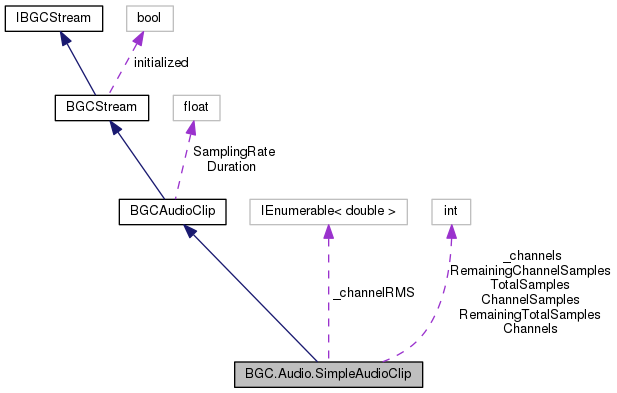 IBGCStream
bool
initialized
BGCStream
float
SamplingRate
Duration
BGCAudioClip
IEnumerable< double >
int
_channels
RemainingChannelSamples
TotalSamples
ChannelSamples
RemainingTotalSamples
Channels
_channelRMS
BGC.Audio.SimpleAudioClip